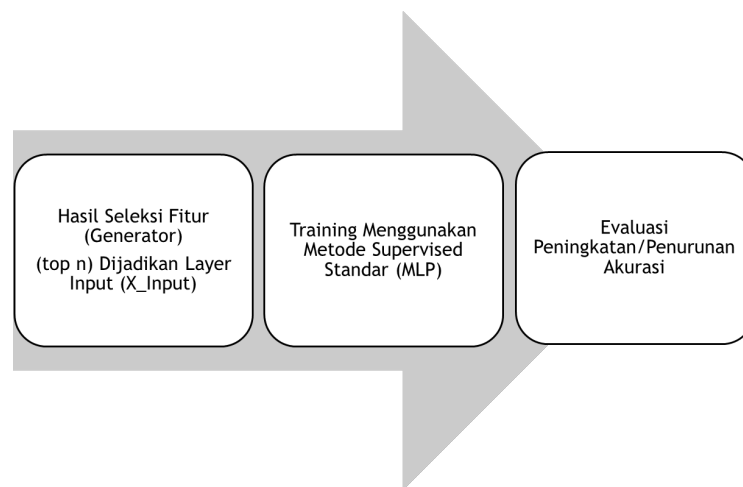 Hasil Seleksi Fitur
(Generator)
(top n) Dijadikan Layer
Input (X_Input)
Training Menggunakan
Metode Supervised
Standar (MLP)
Evaluasi
Peningkatan/Penurunan
Akurasi